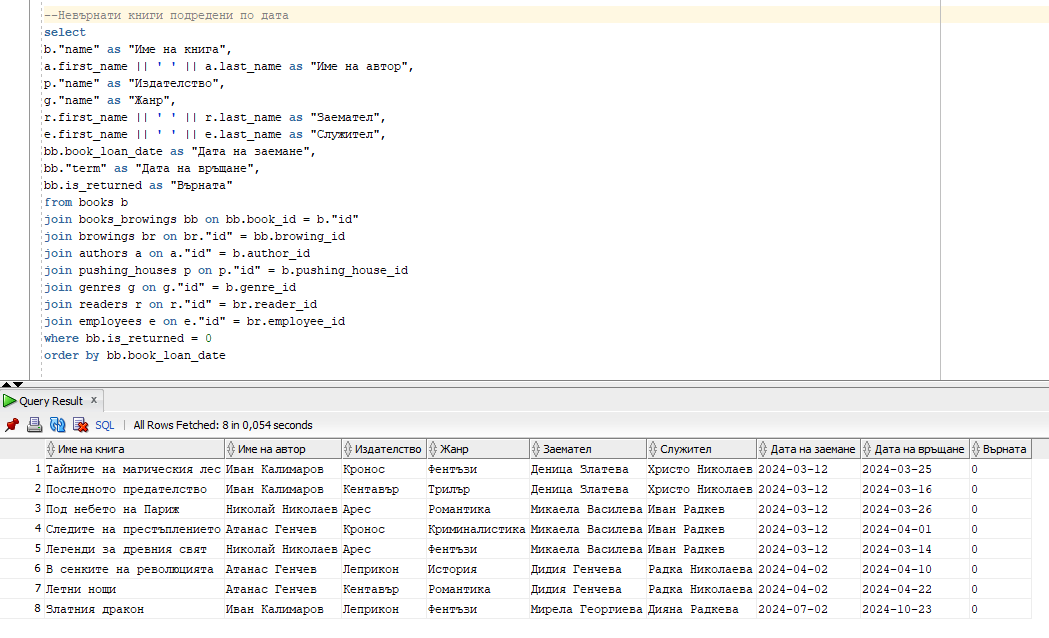 --Невърнати книги подредени по дата
select
b."name" as "Име на книга",
a.first_name || ' ' || a.last_name as "Име на автор",
p."name" as "Издателство",
g."name" as "Жанр",
r.first_name || ' ' || r.last_name as "Заемател",
e.first_name || ' ' || e.last_name as "Служител",
bb.book_loan_date as "Дата на заемане",
bb."term" as "Дата на връщане",
bb.is_returned as "Върната"
from books b
join books_browings bb on bb.book_id = b."id"
join browings br on br."id" = bb.browing_id
join authors a on a."id" = b.author_id
join pushing_houses p on p."id" = b.pushing_house_id
join genres g on g."id" = b.genre_id
join readers r on r."id" = br.reader_id
join employees e on e."id" = br.employee_id
where bb.is_returned = 0
order by bb.book_loan_date
Query Result x
SQL | All Rows Fetched: 8 in 0,054 seconds
Име на книга Име на автор Издателство Жанр Заемател Служител Дата на заемане Дата на връщане Върната
1 Тайните на магическия лес Иван Калимаров Кронос Фентъзи Деница Златева Христо Николаев 2024-03-12 2024-03-25 0
2 Последното предателство Иван Калимаров Кентавър Трилър Деница Златева Христо Николаев 2024-03-12 2024-03-16 0
3 Под небето на Париж Николай Николаев Арес Романтика Микаела Василева Иван Радкев 2024-03-12 2024-03-26 0
4 Следите на престъплението Атанас Генчев Кронос Криминалистика Микаела Василева Иван Радкев 2024-03-12 2024-04-01 0
5 Легенди за древния свят Николай Николаев Арес Фентъзи Микаела Василева Иван Радкев 2024-03-12 2024-03-14 0
6 В сенките на революцията Атанас Генчев Леприкон История Дидия Генчева Радка Николаева 2024-04-02 2024-04-10 0
7 Летни нощи Атанас Генчев Кентавър Романтика Дидия Генчева Радка Николаева 2024-04-02 2024-04-22 0
8 Златния дракон Иван Калимаров Леприкон Фентъзи Мирела Георгиева Дияна Радкева 2024-07-02 2024-10-23 0